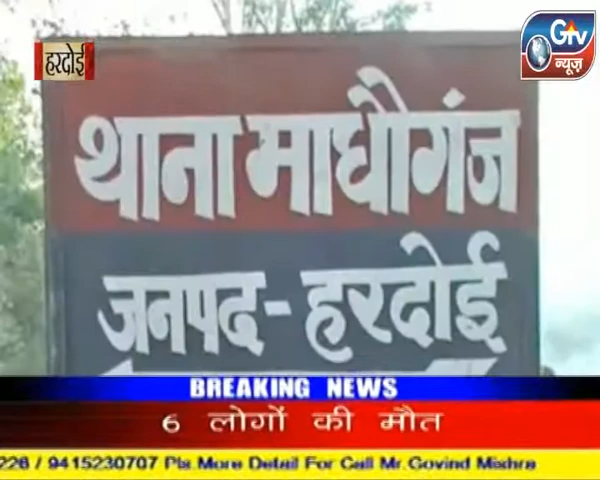 हरदोई
Gtv
न्यूज़
थाना माधौगंज
जनपद-हरदोई
BREAKING NEWS
6 लोगों की मौत
226 / 9415230707 Pls.More Detail For Call Mr.Govind Mishra